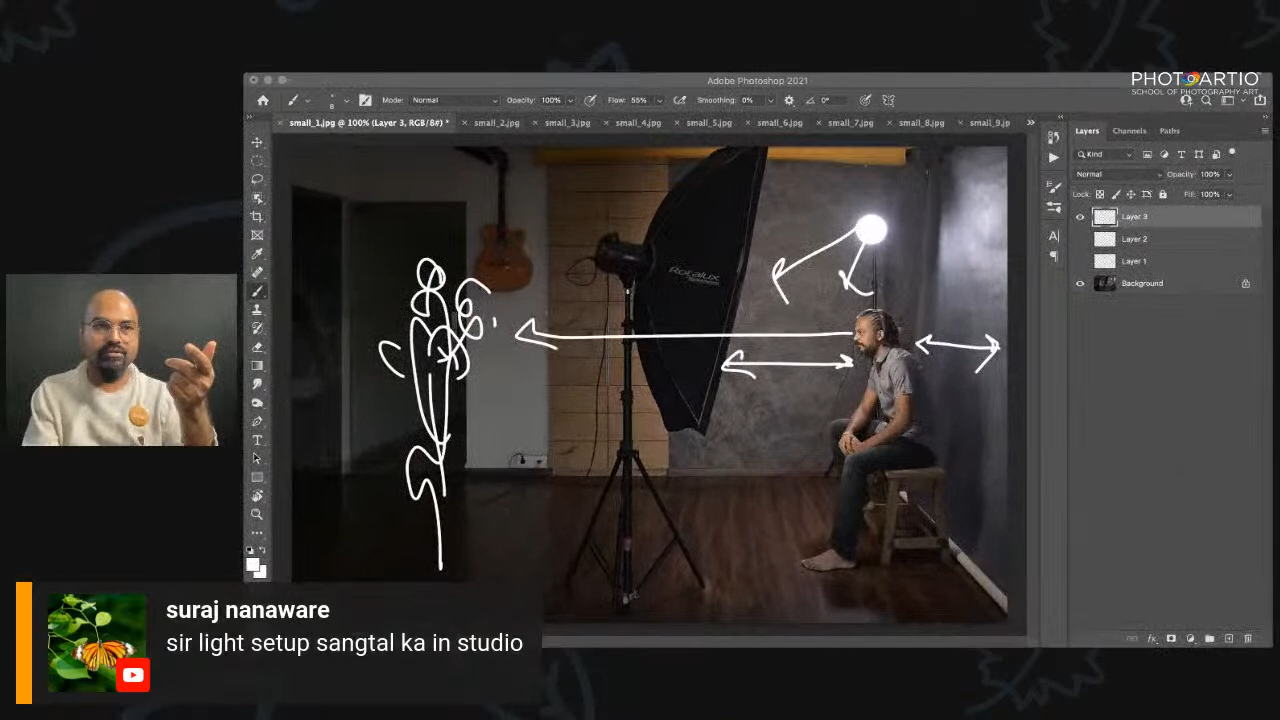 Adobe Photoshop 2021
PHOTOARTIO
SCHOOL OF PHOTOGRAPHY ART
8
Mode: Normal
Opacity: 100%
Flow: 55%
Smoothing: 0%
0°
small_1.jpg @ 100% (Layer 3, RGB/8#) *
small_2.jpg
small_3.jpg
small_4.jpg
small_5.jpg
small_6.jpg
small_7.jpg
small_8.jpg
small_9.jp
Layers
Channels
Paths
Kind
Normal
Opacity: 100%
Lock:
Fill: 100%
Layer 3
Layer 2
Layer 1
Background
Rotalux
suraj nanaware
sir light setup sangtal ka in studio